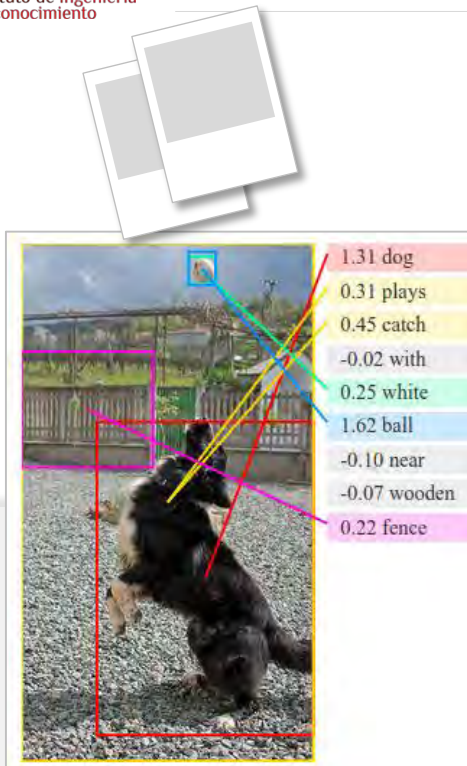 conocimiento
1.31 dog
0.31 plays
0.45 catch
-0.02 with
0.25 white
1.62 ball
-0.10 near
-0.07 wooden
0.22 fence